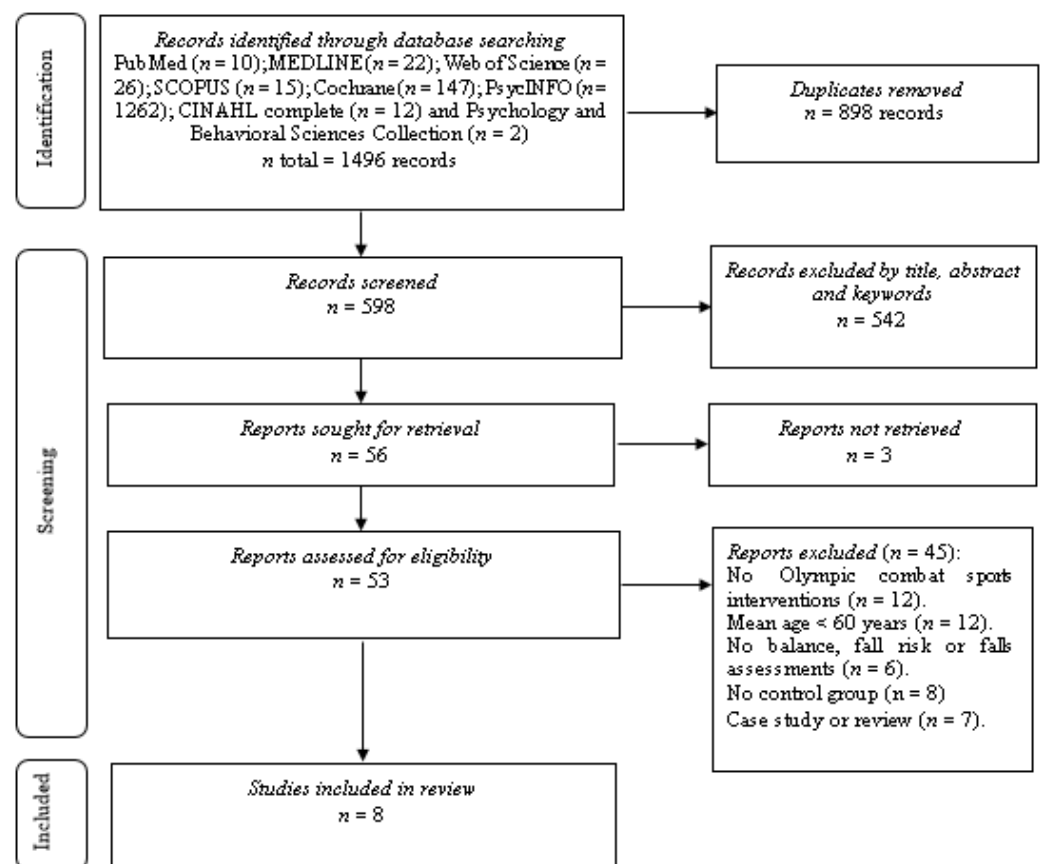 Identification
Records identified through database searching
PubMed (n = 10); MEDLINE (n = 22); Web of Science (n =
26); SCOPUS (n = 15); Cochrane (n = 147); PsycINFO (n =
1262); CINAHL complete (n = 12) and Psychology and
Behavioral Sciences Collection (n = 2)
n total = 1496 records
Duplicates removed
n = 898 records
Screening
Records screened
n = 598
Records excluded by title, abstract
and keywords
n = 542
Reports sought for retrieval
n = 56
Reports not retrieved
n = 3
Reports assessed for eligibility
n = 53
Reports excluded (n = 45):
No Olympic combat sports
interventions (n = 12).
Mean age < 60 years (n = 12).
No balance, fall risk or falls
assessments (n = 6).
No control group (n = 8)
Case study or review (n = 7).
Included
Studies included in review
n = 8